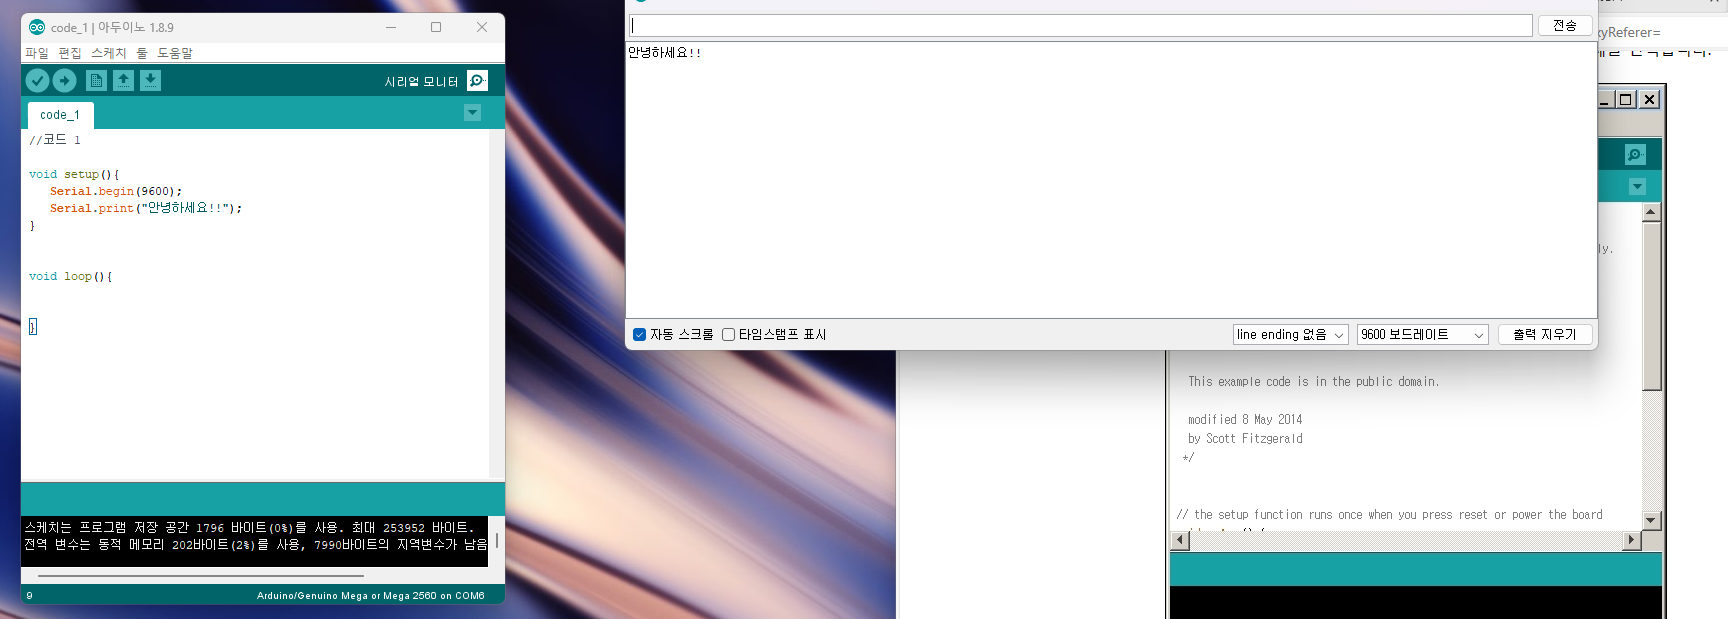 code_1 | 아두이노 1.8.9
파일 편집 스케치 툴 도움말
시리얼 모니터
code_1
//코드 1
void setup(){
Serial.begin(9600);
Serial.print("안녕하세요!!");
}
void loop(){
}
스케치는 프로그램 저장 공간 1796 바이트(0%)를 사용. 최대 253952 바이트.
전역 변수는 동적 메모리 202바이트(2%)를 사용, 7990바이트의 지역변수가 남음
9
Arduino/Genuino Mega or Mega 2560 on COM6
전송
안녕하세요!!
자동 스크롤
타임스탬프 표시
line ending 없음
9600 보드레이트
출력 지우기
xyReferer=
ly.
This example code is in the public domain.
modified 8 May 2014
by Scott Fitzgerald
*/
// the setup function runs once when you press reset or power the board